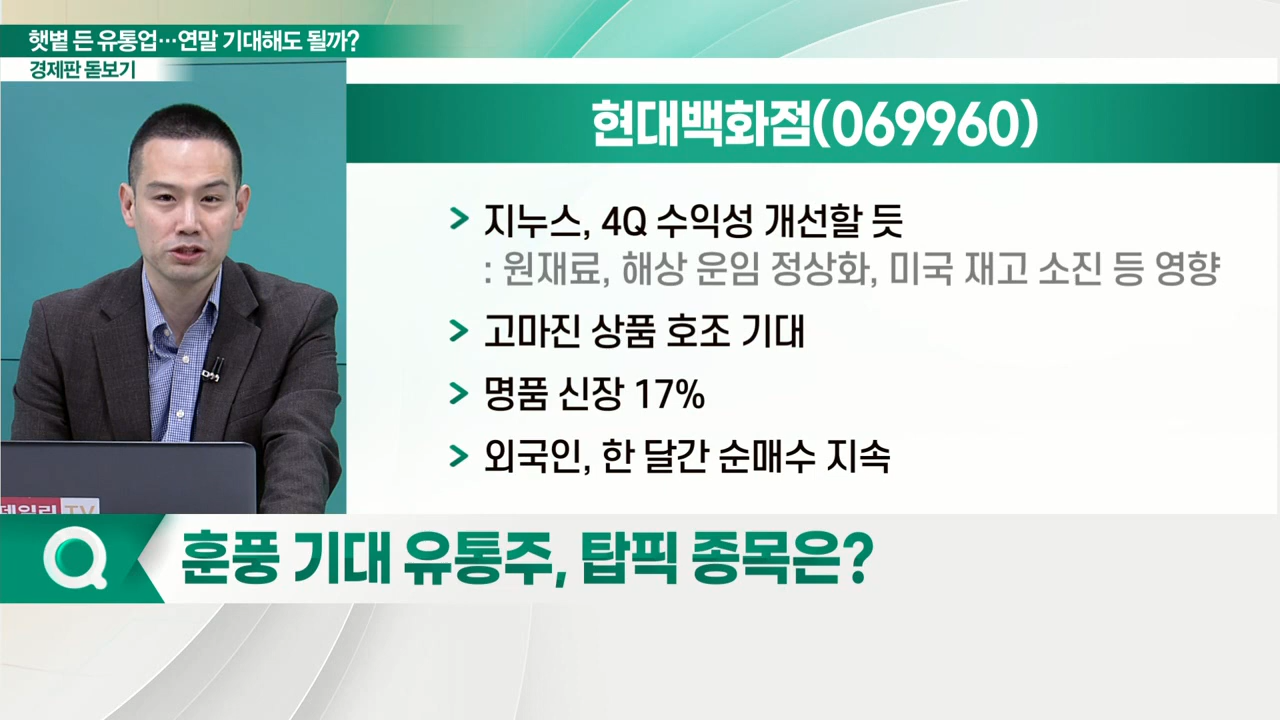 햇볕 든 유통업…연말 기대해도 될까?
경제판 돋보기
현대백화점(069960)
> 지누스, 4Q 수익성 개선할 듯
: 원재료, 해상 운임 정상화, 미국 재고 소진 등 영향
> 고마진 상품 호조 기대
> 명품 신장 17%
> 외국인, 한 달간 순매수 지속
데일리 TV
Q 훈풍 기대 유통주, 탑픽 종목은?